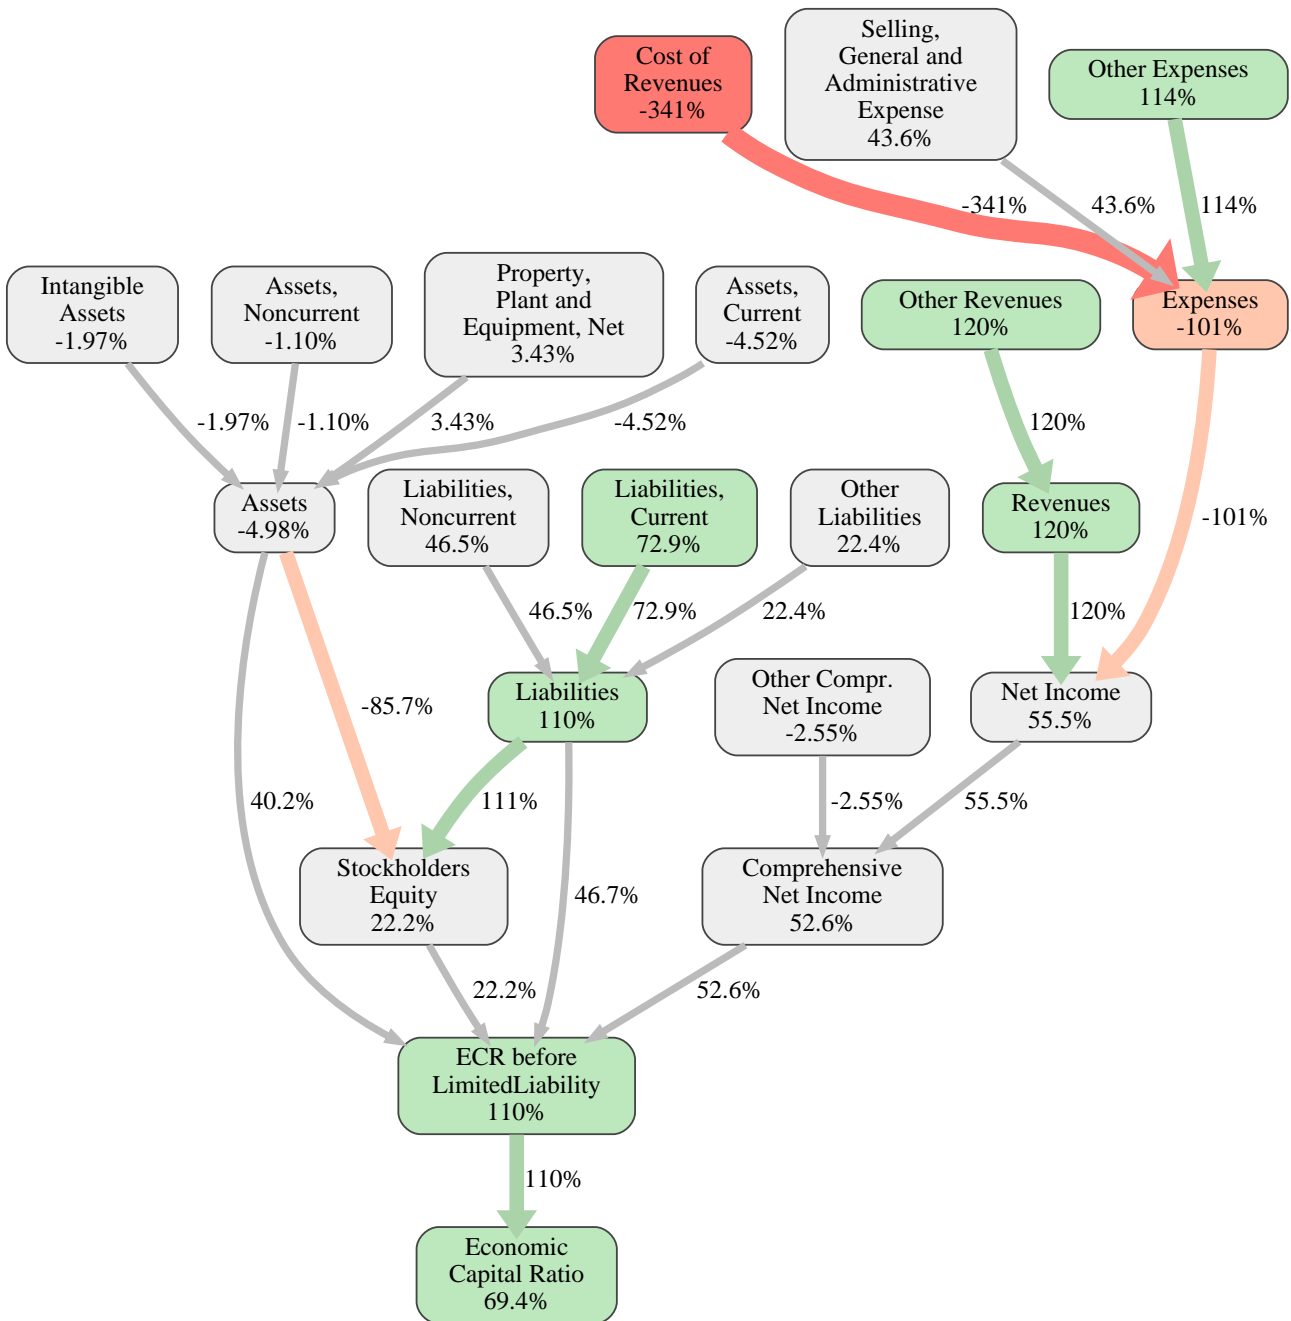 Cost of
Revenues
-341%
Selling,
General and
Administrative
Expense
43.6%
Other Expenses
114%
-341%
43.6%
114%
Intangible
Assets
-1.97%
Assets,
Noncurrent
-1.10%
Property,
Plant and
Equipment, Net
3.43%
Assets,
Current
-4.52%
Other Revenues
120%
Expenses
-101%
-1.97%
-1.10%
3.43%
-4.52%
120%
Assets
-4.98%
Liabilities,
Noncurrent
46.5%
Liabilities,
Current
72.9%
Other
Liabilities
22.4%
Revenues
120%
-101%
46.5%
72.9%
22.4%
120%
-85.7%
Liabilities
110%
Other Compr.
Net Income
-2.55%
Net Income
55.5%
40.2%
111%
-2.55%
55.5%
Stockholders
Equity
22.2%
46.7%
Comprehensive
Net Income
52.6%
22.2%
52.6%
ECR before
LimitedLiability
110%
110%
Economic
Capital Ratio
69.4%